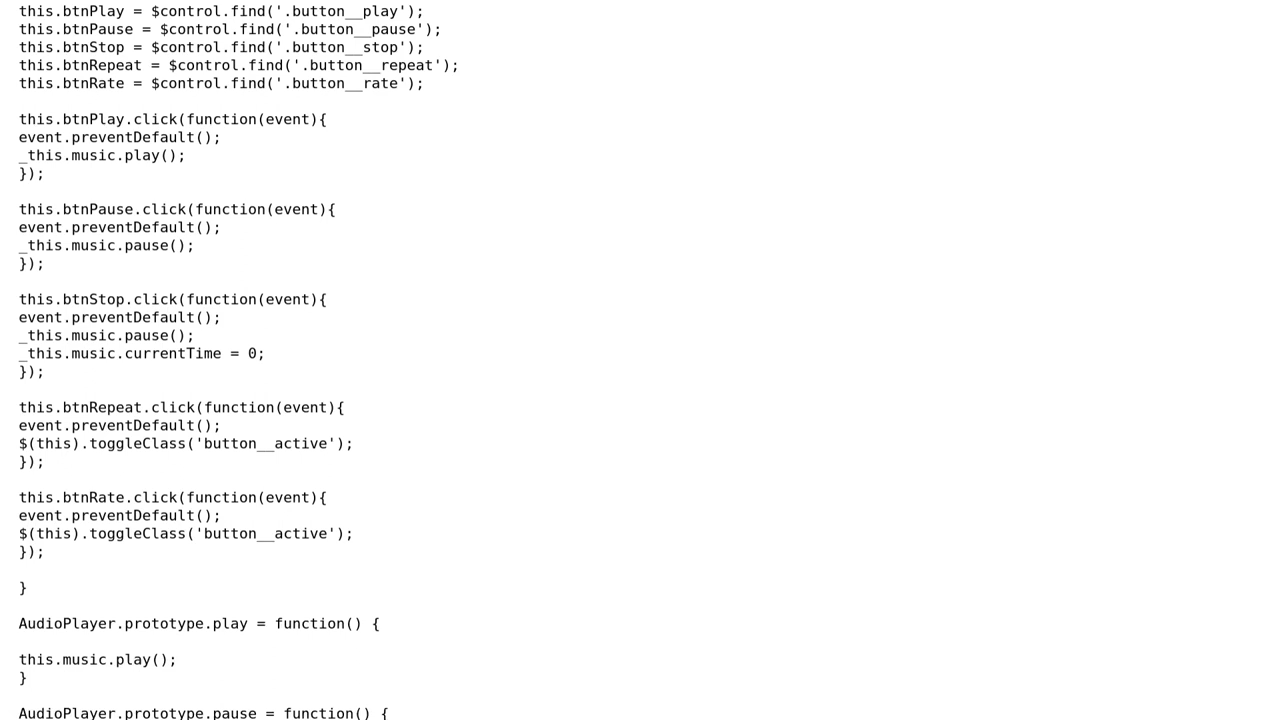 this.btnPlay = $control.find('.button__play');
this.btnPause = $control.find('.button__pause');
this.btnStop = $control.find('.button__stop');
this.btnRepeat = $control.find('.button__repeat');
this.btnRate = $control.find('.button__rate');

this.btnPlay.click(function(event){
event.preventDefault();
_this.music.play();
});

this.btnPause.click(function(event){
event.preventDefault();
_this.music.pause();
});

this.btnStop.click(function(event){
event.preventDefault();
_this.music.pause();
_this.music.currentTime = 0;
});

this.btnRepeat.click(function(event){
event.preventDefault();
$(this).toggleClass('button__active');
});

this.btnRate.click(function(event){
event.preventDefault();
$(this).toggleClass('button__active');
});

}

AudioPlayer.prototype.play = function() {

this.music.play();
}

AudioPlayer.prototype.pause = function() {